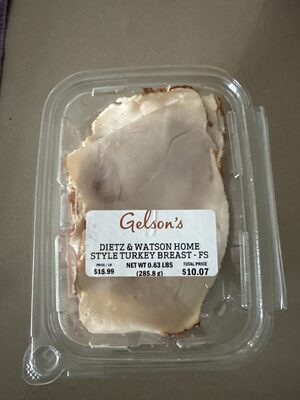 Gelson's
DIETZ & WATSON HOME
STYLE TURKEY BREAST - FS
PRICE / LB NET WT 0.63 LBS TOTAL PRICE
$15.99 (285.8 g) $10.07